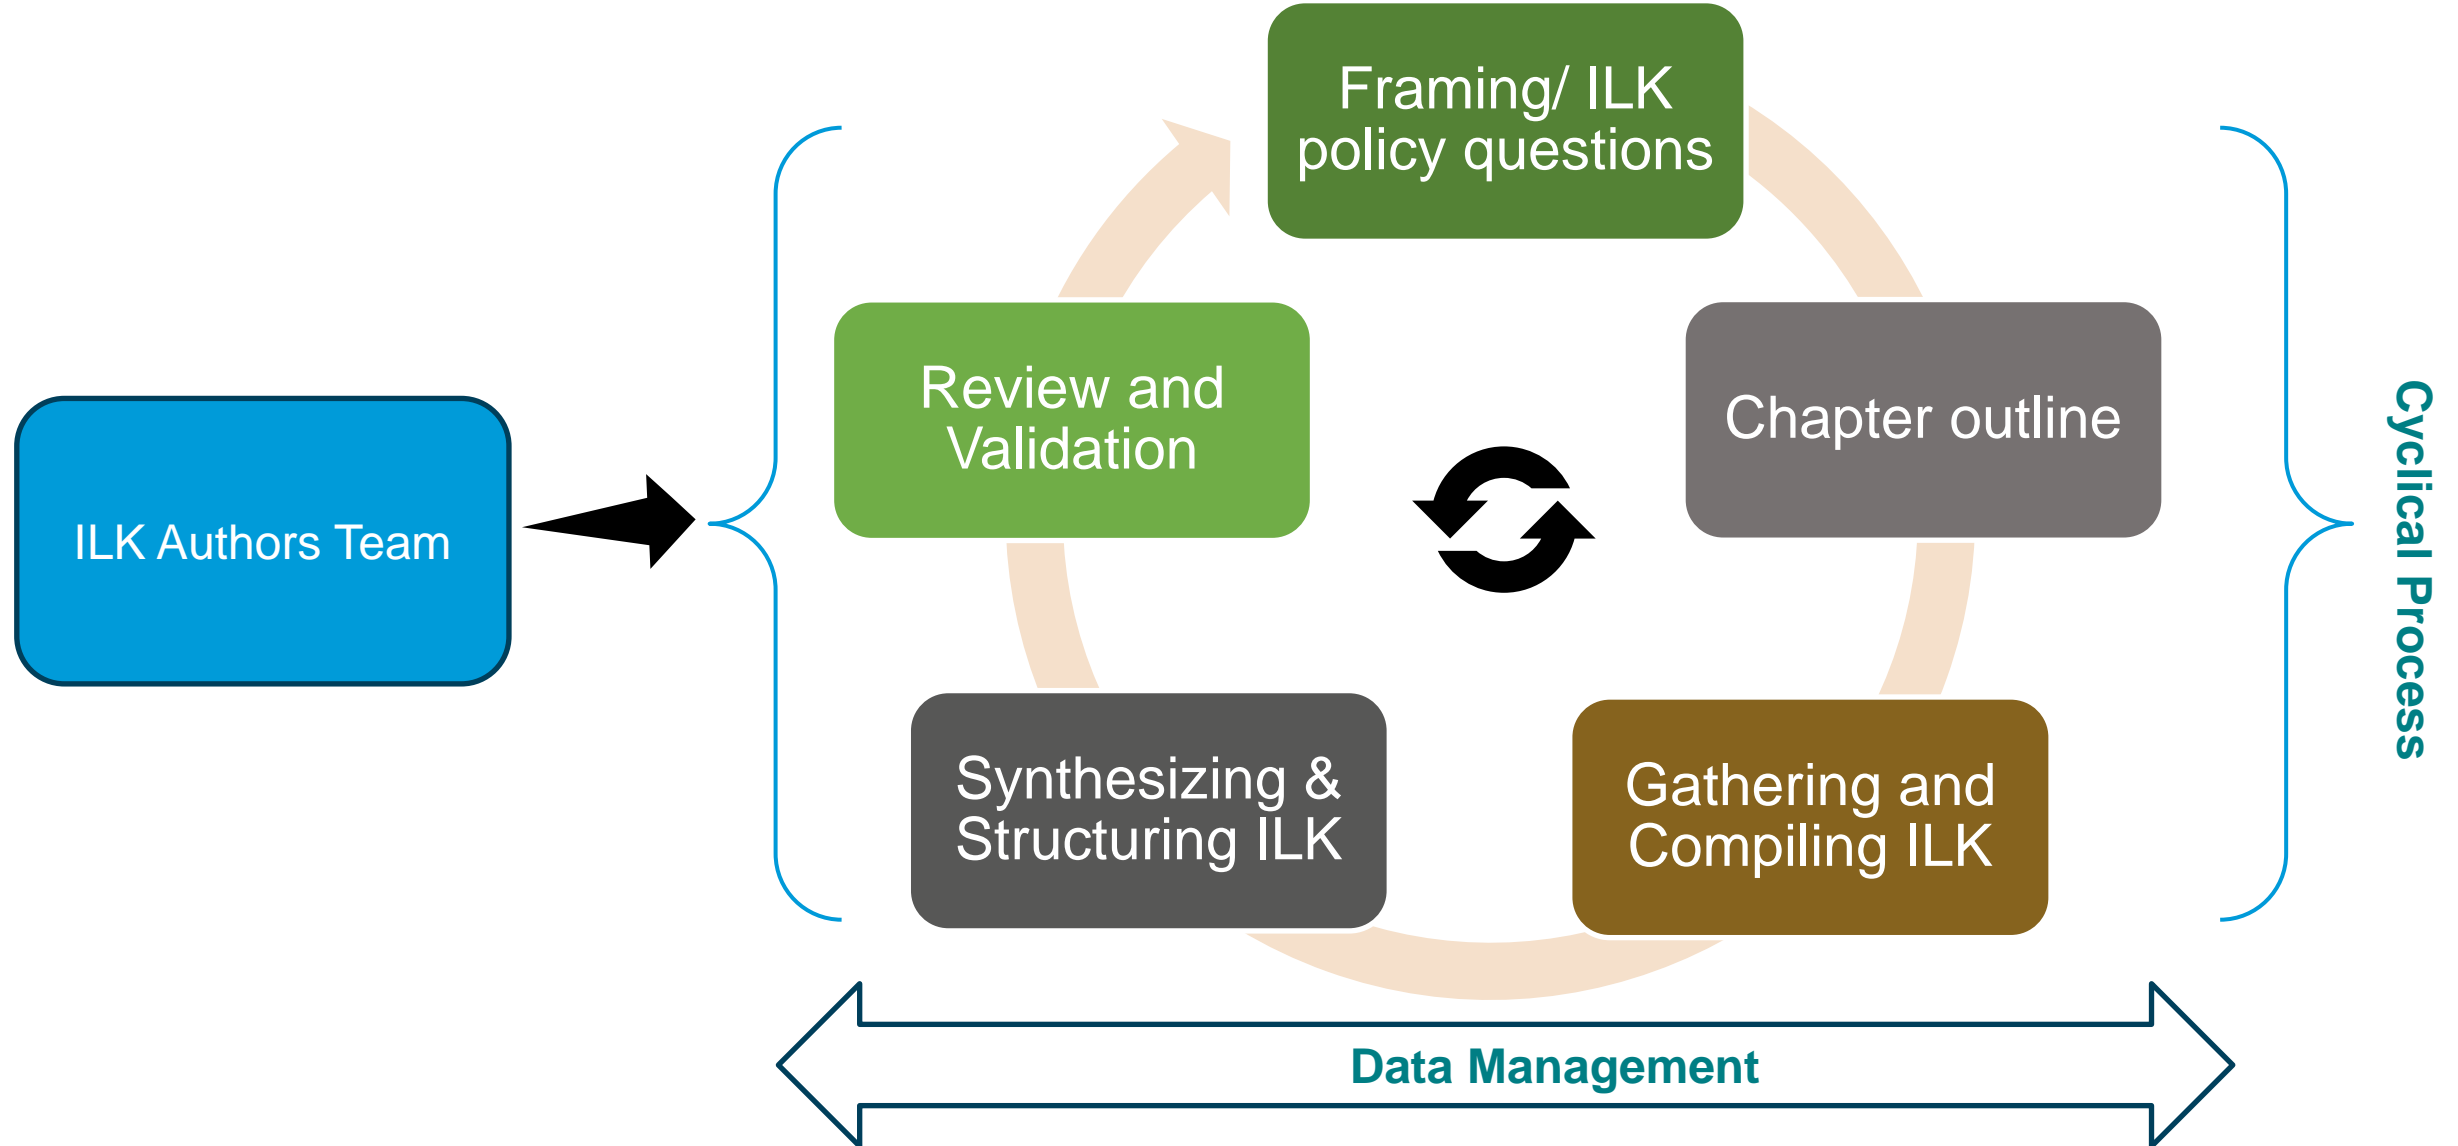 Framing/ ILK
policy questions
Review and
Validation
Chapter outline
ILK Authors Team
Synthesizing &
Structuring ILK
Gathering and
Compiling ILK
Cyclical Process
Data Management